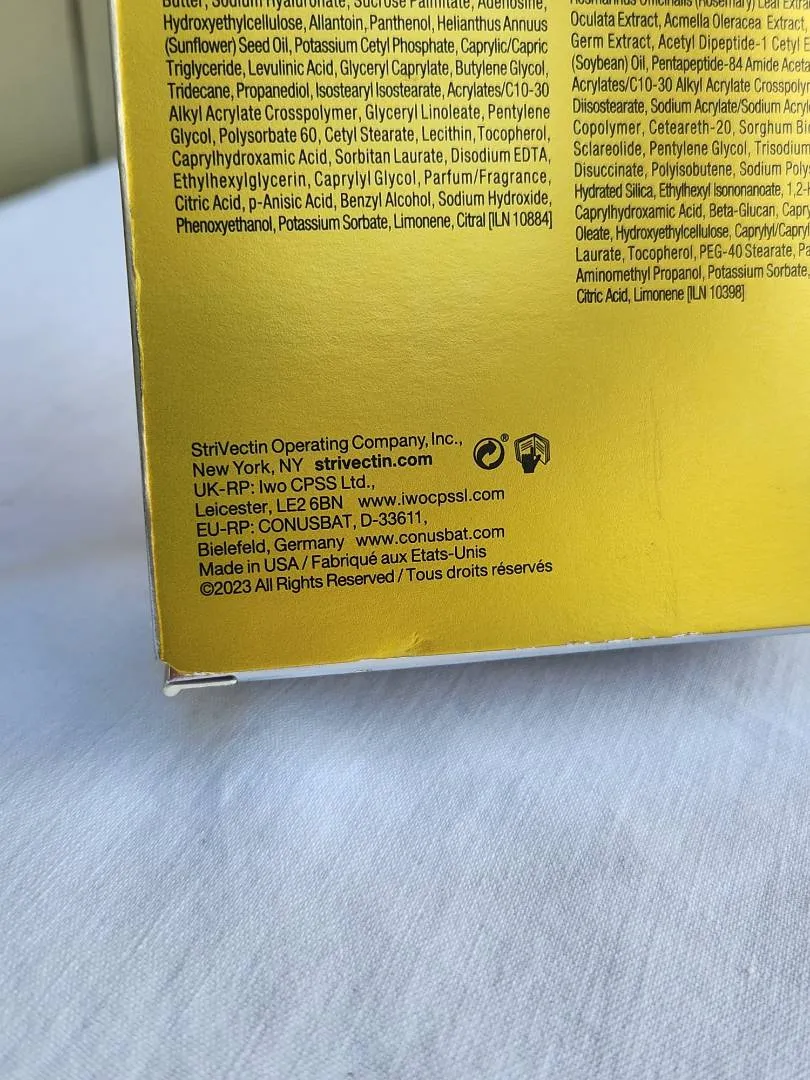 Butter, Sodium Hyaluronate, Sucrose Palmitate, Adenosine,
Hydroxyethylcellulose, Allantoin, Panthenol, Helianthus Annuus
(Sunflower) Seed Oil, Potassium Cetyl Phosphate, Caprylic/Capric
Triglyceride, Levulinic Acid, Glyceryl Caprylate, Butylene Glycol,
Tridecane, Propanediol, Isostearyl Isostearate, Acrylates/C10-30
Alkyl Acrylate Crosspolymer, Glyceryl Linoleate, Pentylene
Glycol, Polysorbate 60, Cetyl Stearate, Lecithin, Tocopherol,
Caprylhydroxamic Acid, Sorbitan Laurate, Disodium EDTA,
Ethylhexylglycerin, Caprylyl Glycol, Parfum/Fragrance,
Citric Acid, p-Anisic Acid, Benzyl Alcohol, Sodium Hydroxide,
Phenoxyethanol, Potassium Sorbate, Limonene, Citral [ILN 10884]
Rosmarinus Officinalis (Rosemary) Leaf
Oculata Extract, Acmella Oleracea Extract,
Germ Extract, Acetyl Dipeptide-1 Cetyl
(Soybean) Oil, Pentapeptide-84 Amide
Acrylates/C10-30 Alkyl Acrylate
Diisostearate, Sodium Acrylate/Sodium
Copolymer, Ceteareth-20, Sorghum
Sclareolide, Pentylene Glycol, Trisodium
Disuccinate, Polyisobutene, Sodium
Hydrated Silica, Ethylhexyl Isononanoate,
Caprylhydroxamic Acid, Beta-Glucan,
Oleate, Hydroxyethylcellulose,
Laurate, Tocopherol, PEG-40 Stearate,
Aminomethyl Propanol, Potassium Sorbate,
Citric Acid, Limonene [ILN 10398]
StriVectin Operating Company, Inc.,
New York, NY strivectin.com
UK-RP: Iwo CPSS Ltd.,
Leicester, LE2 6BN www.iwocpssl.com
EU-RP: CONUSBAT, D-33611,
Bielefeld, Germany www.conusbat.com
Made in USA / Fabriqué aux Etats-Unis
©2023 All Rights Reserved / Tous droits réservés